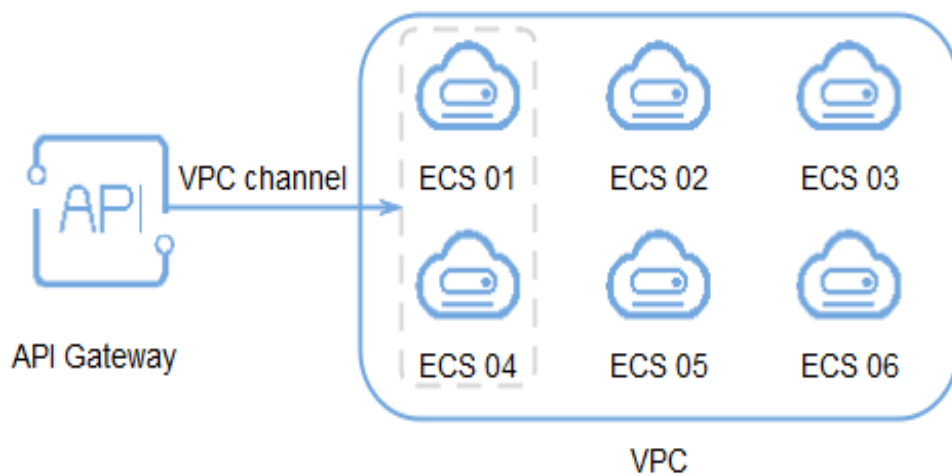 API
VPC channel
API Gateway
ECS 01
ECS 02
ECS 03
ECS 04
ECS 05
ECS 06
VPC